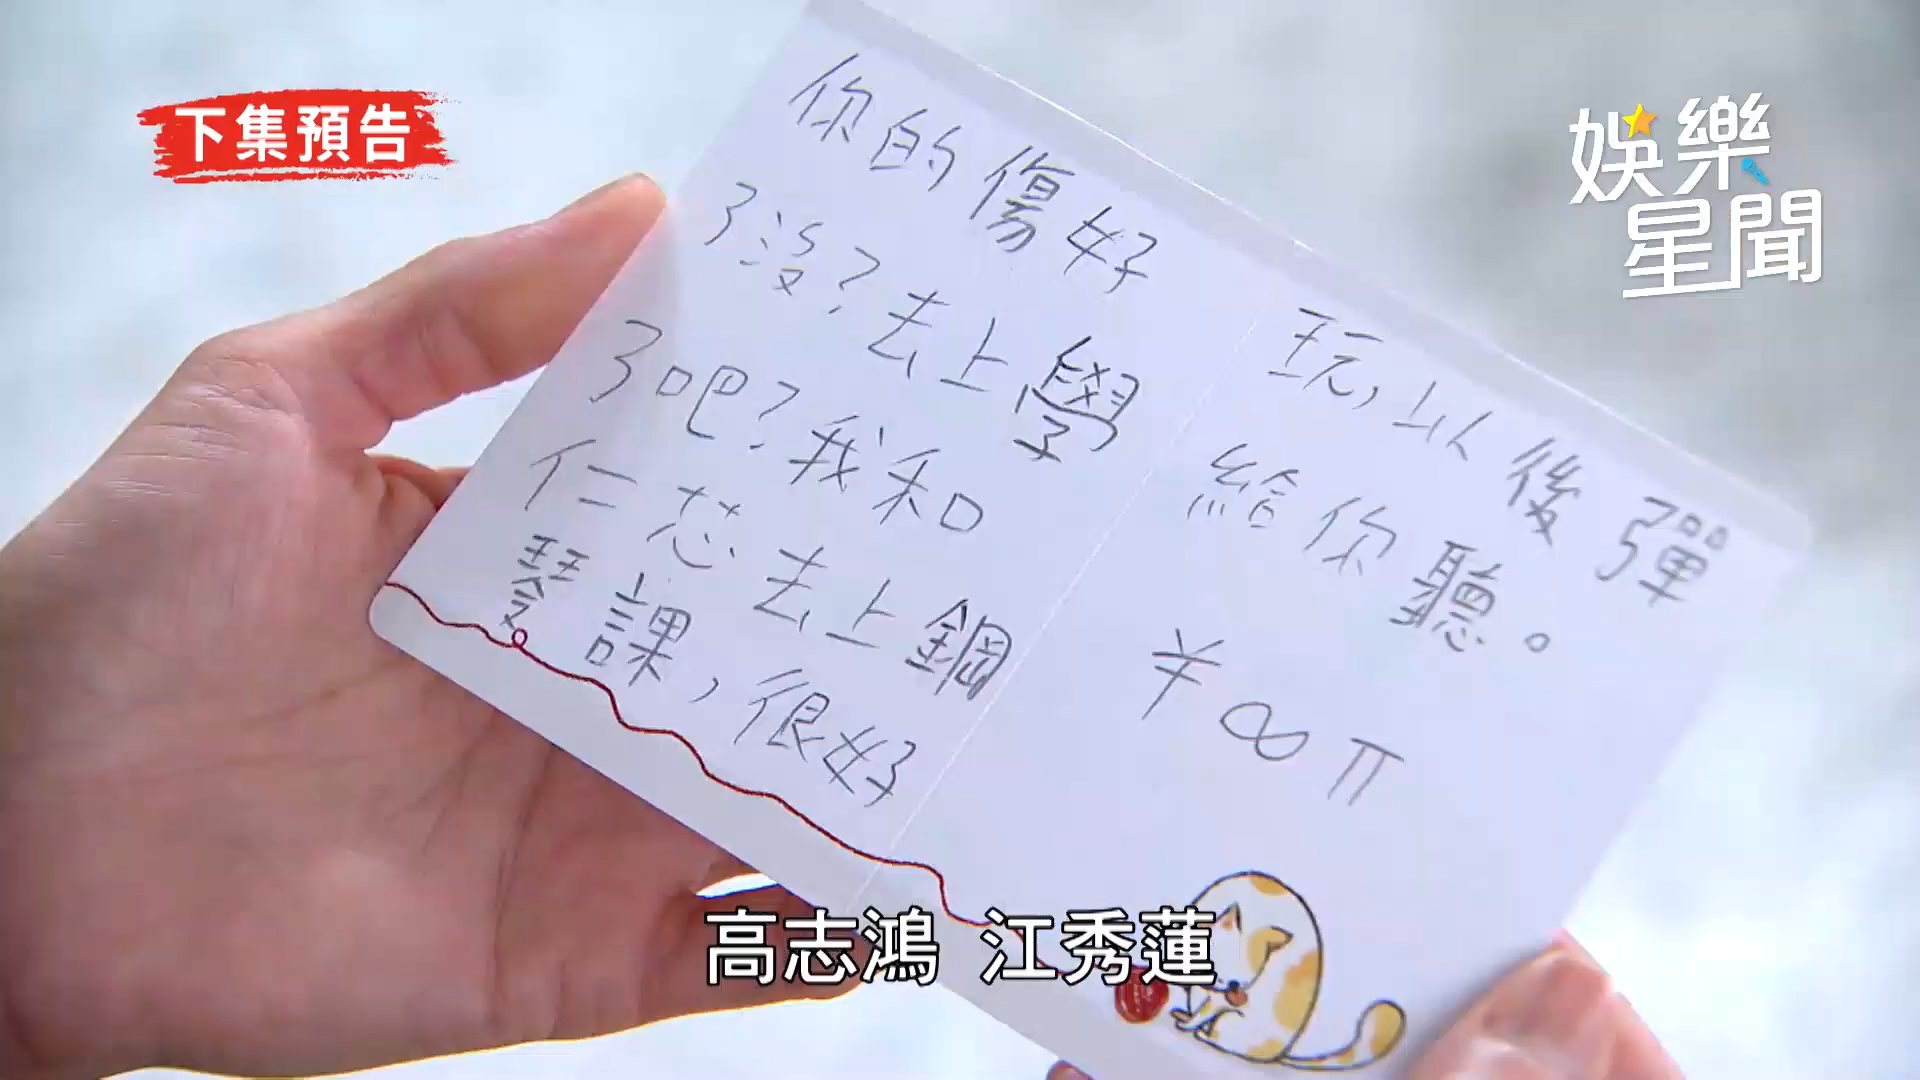 下集預告
娛樂
星聞
你的傷好
了沒?去上學
了吧?我和
仁芯去上鋼
琴課,很好
玩,以後彈
給你聽。
¥∞π
高志鴻 江秀蓮